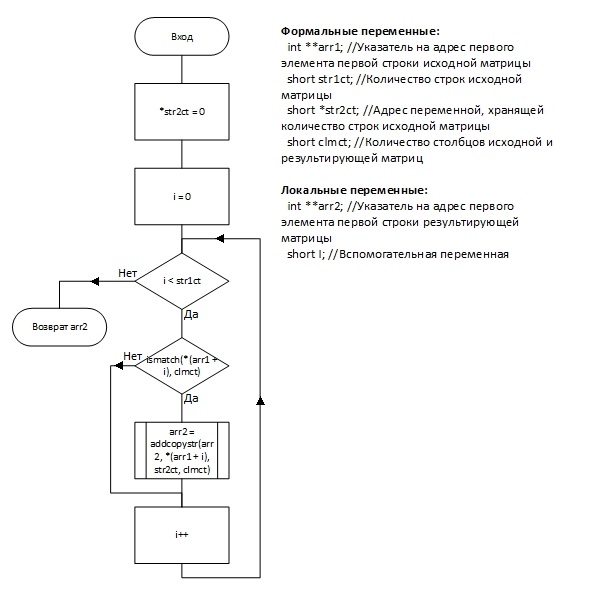 Вход
*str2ct = 0
i = 0
i < str1ct
Нет
Да
Возврат arr2
ismatch(*(arr1 +
i), clmct)
Нет
Да
arr2 =
addcopystr(arr
2, *(arr1 + i),
str2ct, clmct)
i++
Формальные переменные:
int **arr1; //Указатель на адрес первого
элемента первой строки исходной матрицы
short str1ct; //Количество строк исходной
матрицы
short *str2ct; //Адрес переменной, хранящей
количество строк исходной матрицы
short clmct; //Количество столбцов исходной и
результирующей матриц
Локальные переменные:
int **arr2; //Указатель на адрес первого
элемента первой строки результирующей
матрицы
short I; //Вспомогательная переменная